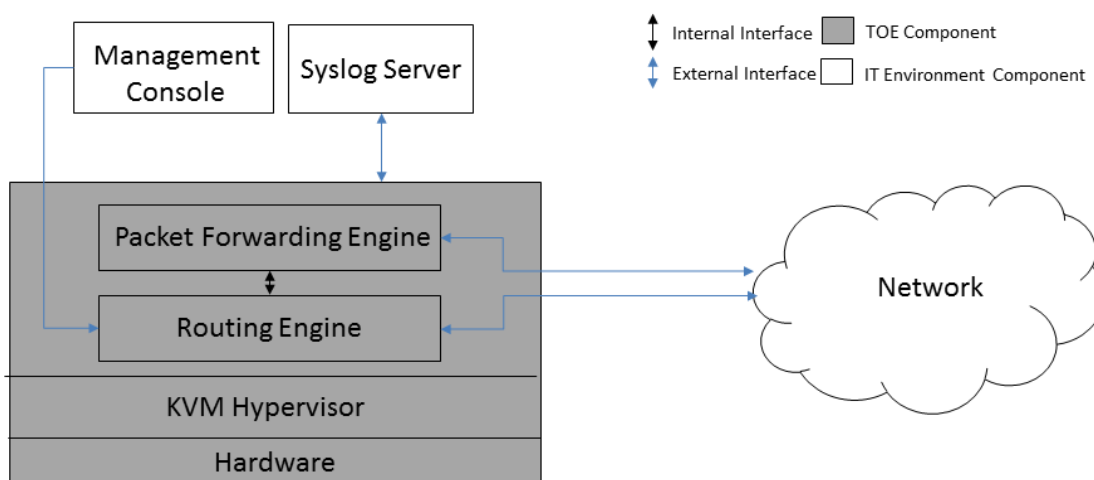 Management
Console
Syslog Server
Internal Interface
TOE Component
External Interface
IT Environment Component
Packet Forwarding Engine
Routing Engine
Network
KVM Hypervisor
Hardware